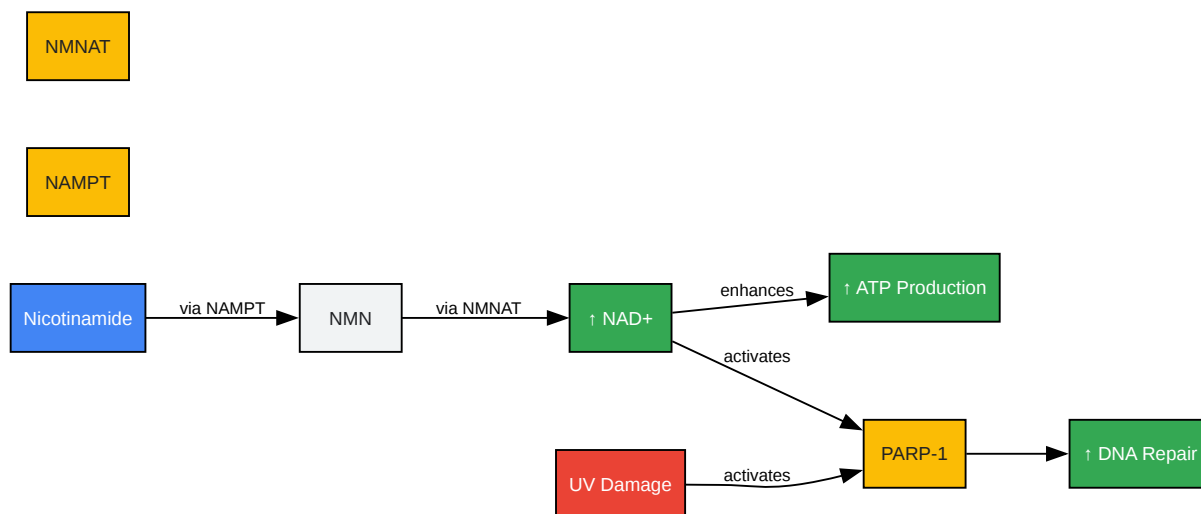 NMNAT
NAMPT
Nicotinamide
via NAMPT
NMN
via NMNAT
↑ NAD+
enhances
↑ ATP Production
activates
UV Damage
activates
PARP-1
↑ DNA Repair